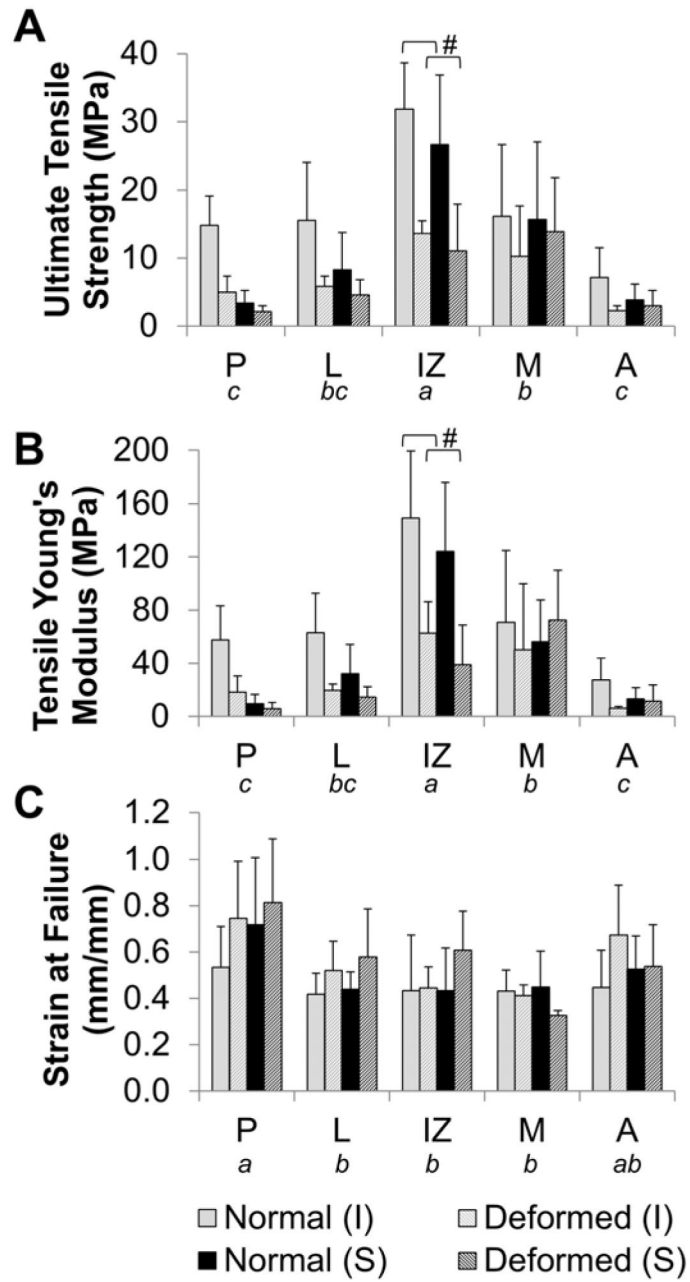 A
Ultimate Tensile
Strength (MPa)
40
30
20
10
0
#
P L IZ M A
c bc a b c
B
Tensile Young's
Modulus (MPa)
200
160
120
80
40
0
#
P L IZ M A
c bc a b c
C
Strain at Failure
(mm/mm)
1.2
1.0
0.8
0.6
0.4
0.2
0.0
P L IZ M A
a b b b ab
Normal (I) Deformed (I)
Normal (S) Deformed (S)